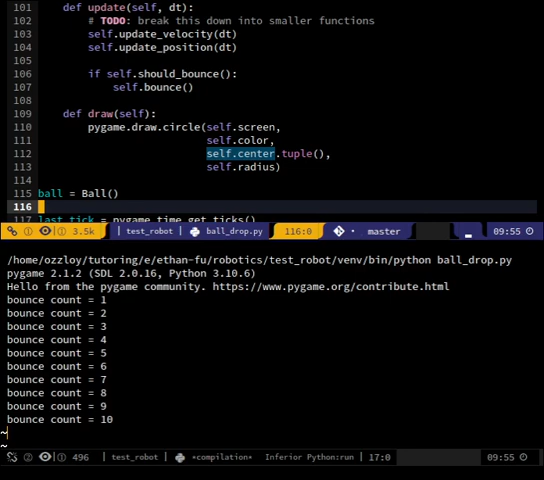 101 def update(self, dt):
102 # TODO: break this down into smaller functions
103 self.update_velocity(dt)
104 self.update_position(dt)
105
106 if self.should_bounce():
107 self.bounce()
108
109 def draw(self):
110 pygame.draw.circle(self.screen,
111 self.color,
112 self.center.tuple(),
113 self.radius)
114
115 ball = Ball()
116
117 last_tick = pygame.time.get_ticks()
1 3.5k | test_robot ball_drop.py 116:0 master 09:55
/home/ozzloy/tutoring/e/ethan-fu/robotics/test_robot/venv/bin/python ball_drop.py
pygame 2.1.2 (SDL 2.0.16, Python 3.10.6)
Hello from the pygame community. https://www.pygame.org/contribute.html
bounce count = 1
bounce count = 2
bounce count = 3
bounce count = 4
bounce count = 5
bounce count = 6
bounce count = 7
bounce count = 8
bounce count = 9
bounce count = 10
~
~
2 1 496 | test_robot | *compilation* Inferior Python:run | 17:0 09:55